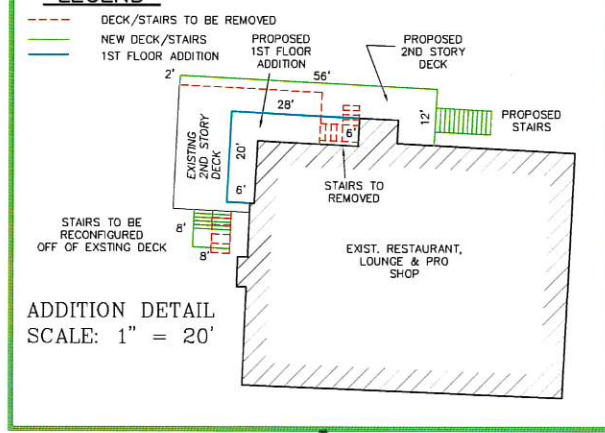 LEGEND
DECK/STAIRS TO BE REMOVED
NEW DECK/STAIRS
1ST FLOOR ADDITION
PROPOSED
1ST FLOOR
ADDITION
PROPOSED
2ND STORY
DECK
2'
56'
28'
12'
PROPOSED
STAIRS
6'
EXISTING
2ND STORY
DECK
20'
6'
STAIRS TO
REMOVED
STAIRS TO BE
RECONFIGURED
OFF OF EXSTING DECK
8'
8'
EXIST. RESTAURANT,
LOUNGE & PRO
SHOP
ADDITION DETAIL
SCALE: 1" = 20'